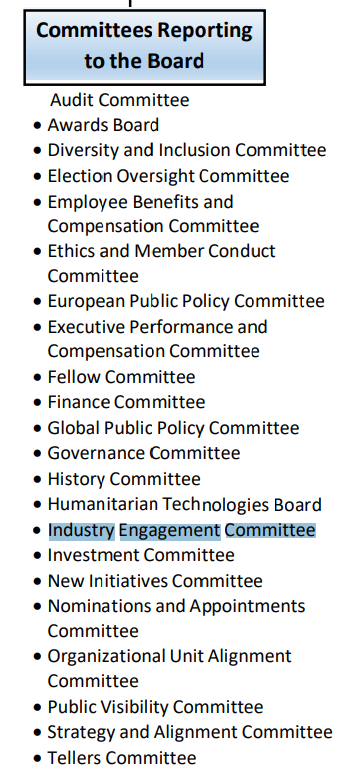 Committees Reporting
to the Board
Audit Committee
• Awards Board
• Diversity and Inclusion Committee
• Election Oversight Committee
• Employee Benefits and
Compensation Committee
• Ethics and Member Conduct
Committee
• European Public Policy Committee
• Executive Performance and
Compensation Committee
• Fellow Committee
• Finance Committee
• Global Public Policy Committee
• Governance Committee
• History Committee
• Humanitarian Technologies Board
• Industry Engagement Committee
• Investment Committee
• New Initiatives Committee
• Nominations and Appointments
Committee
• Organizational Unit Alignment
Committee
• Public Visibility Committee
• Strategy and Alignment Committee
• Tellers Committee